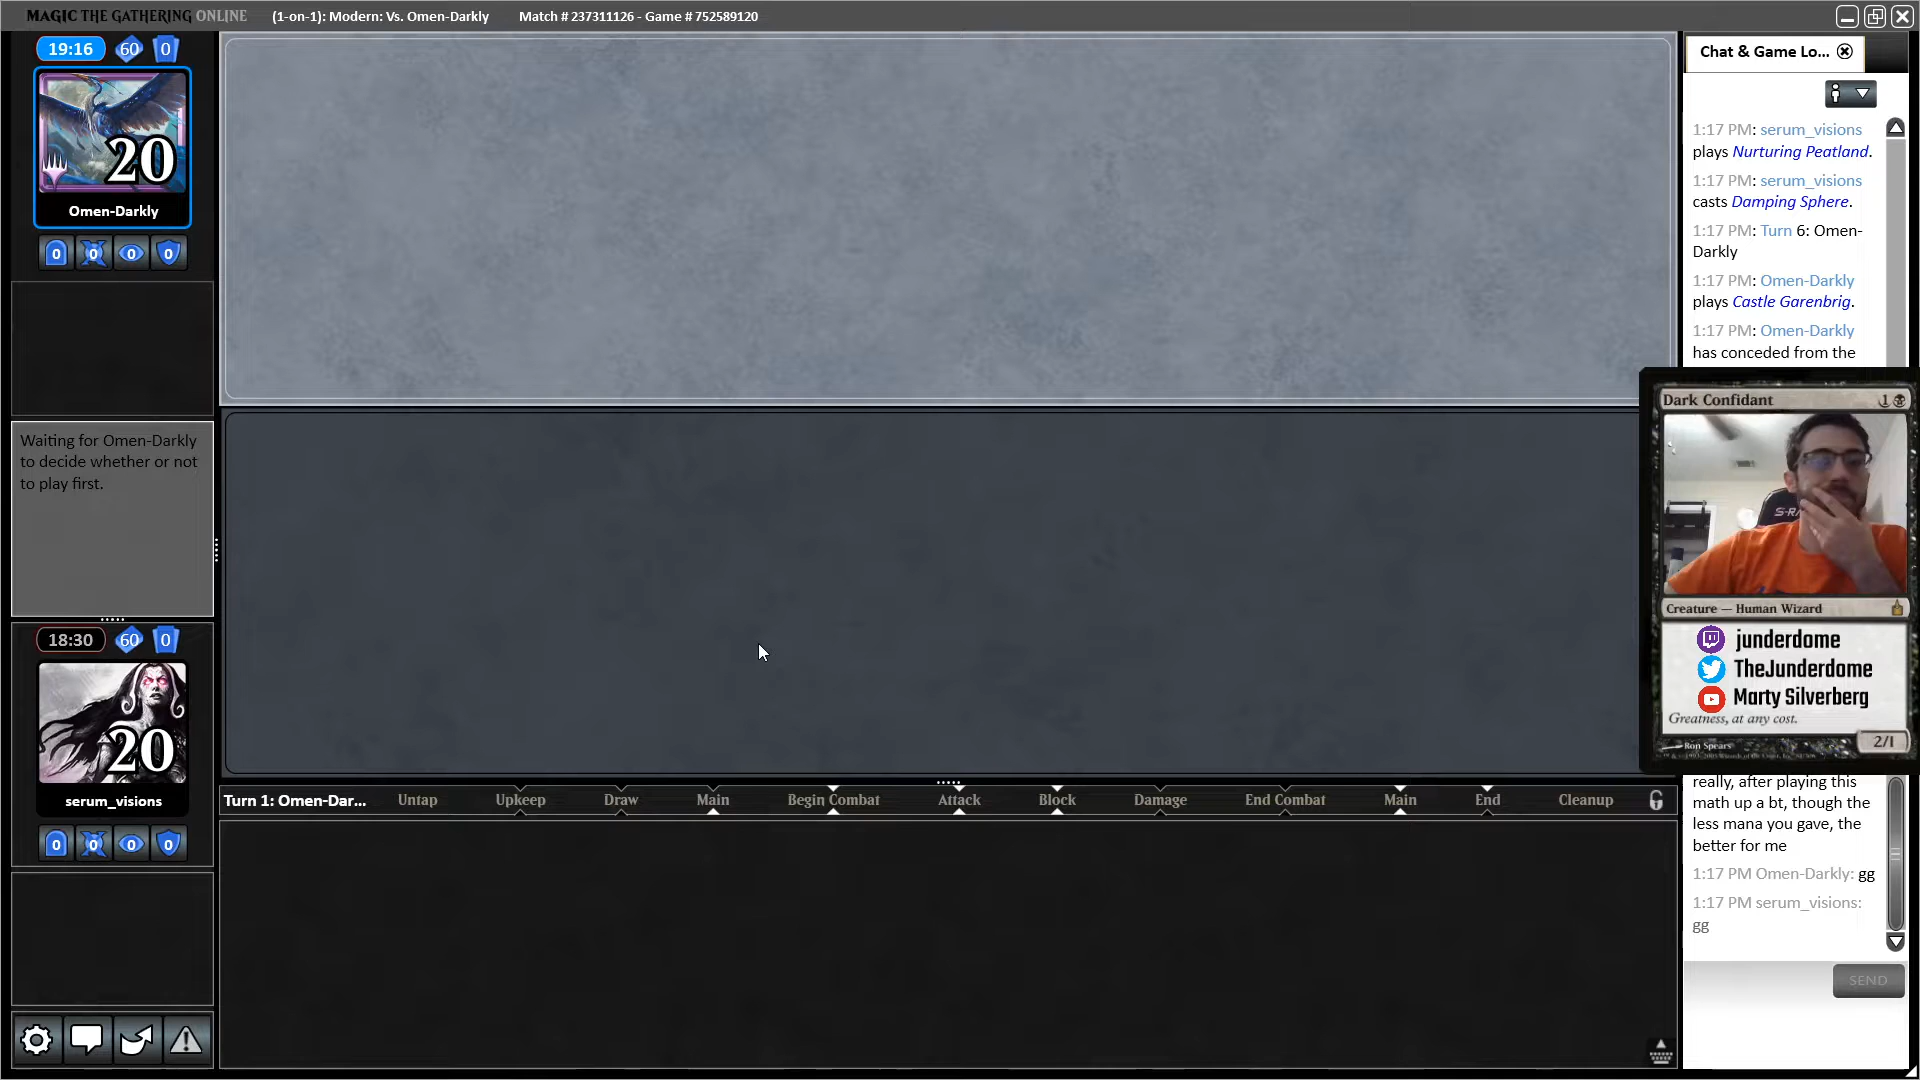 MAGIC THE GATHERING ONLINE (1-on-1): Modern: Vs. Omen-Darkly Match # 237311126 - Game # 752589120
19:16 60 0
20
Omen-Darkly
0 0 0 0
Waiting for Omen-Darkly
to decide whether or not
to play first.
18:30 60 0
20
serum_visions
0 0 0 0
Turn 1: Omen-Dar... Untap Upkeep Draw Main Begin Combat Attack Block Damage End Combat Main End Cleanup
Chat & Game Lo...
1:17 PM: serum_visions
plays Nurturing Peatland.
1:17 PM: serum_visions
casts Damping Sphere.
1:17 PM: Turn 6: Omen-
Darkly
1:17 PM: Omen-Darkly
plays Castle Garenbrig.
1:17 PM: Omen-Darkly
has conceded from the
Dark Confidant 1
Creature — Human Wizard
junderdome
TheJunderdome
Marty Silverberg
Greatness, at any cost.
Ron Spears
2/1
really, after playing this
math up a bt, though the
less mana you gave, the
better for me
1:17 PM Omen-Darkly: gg
1:17 PM serum_visions:
gg
SEND